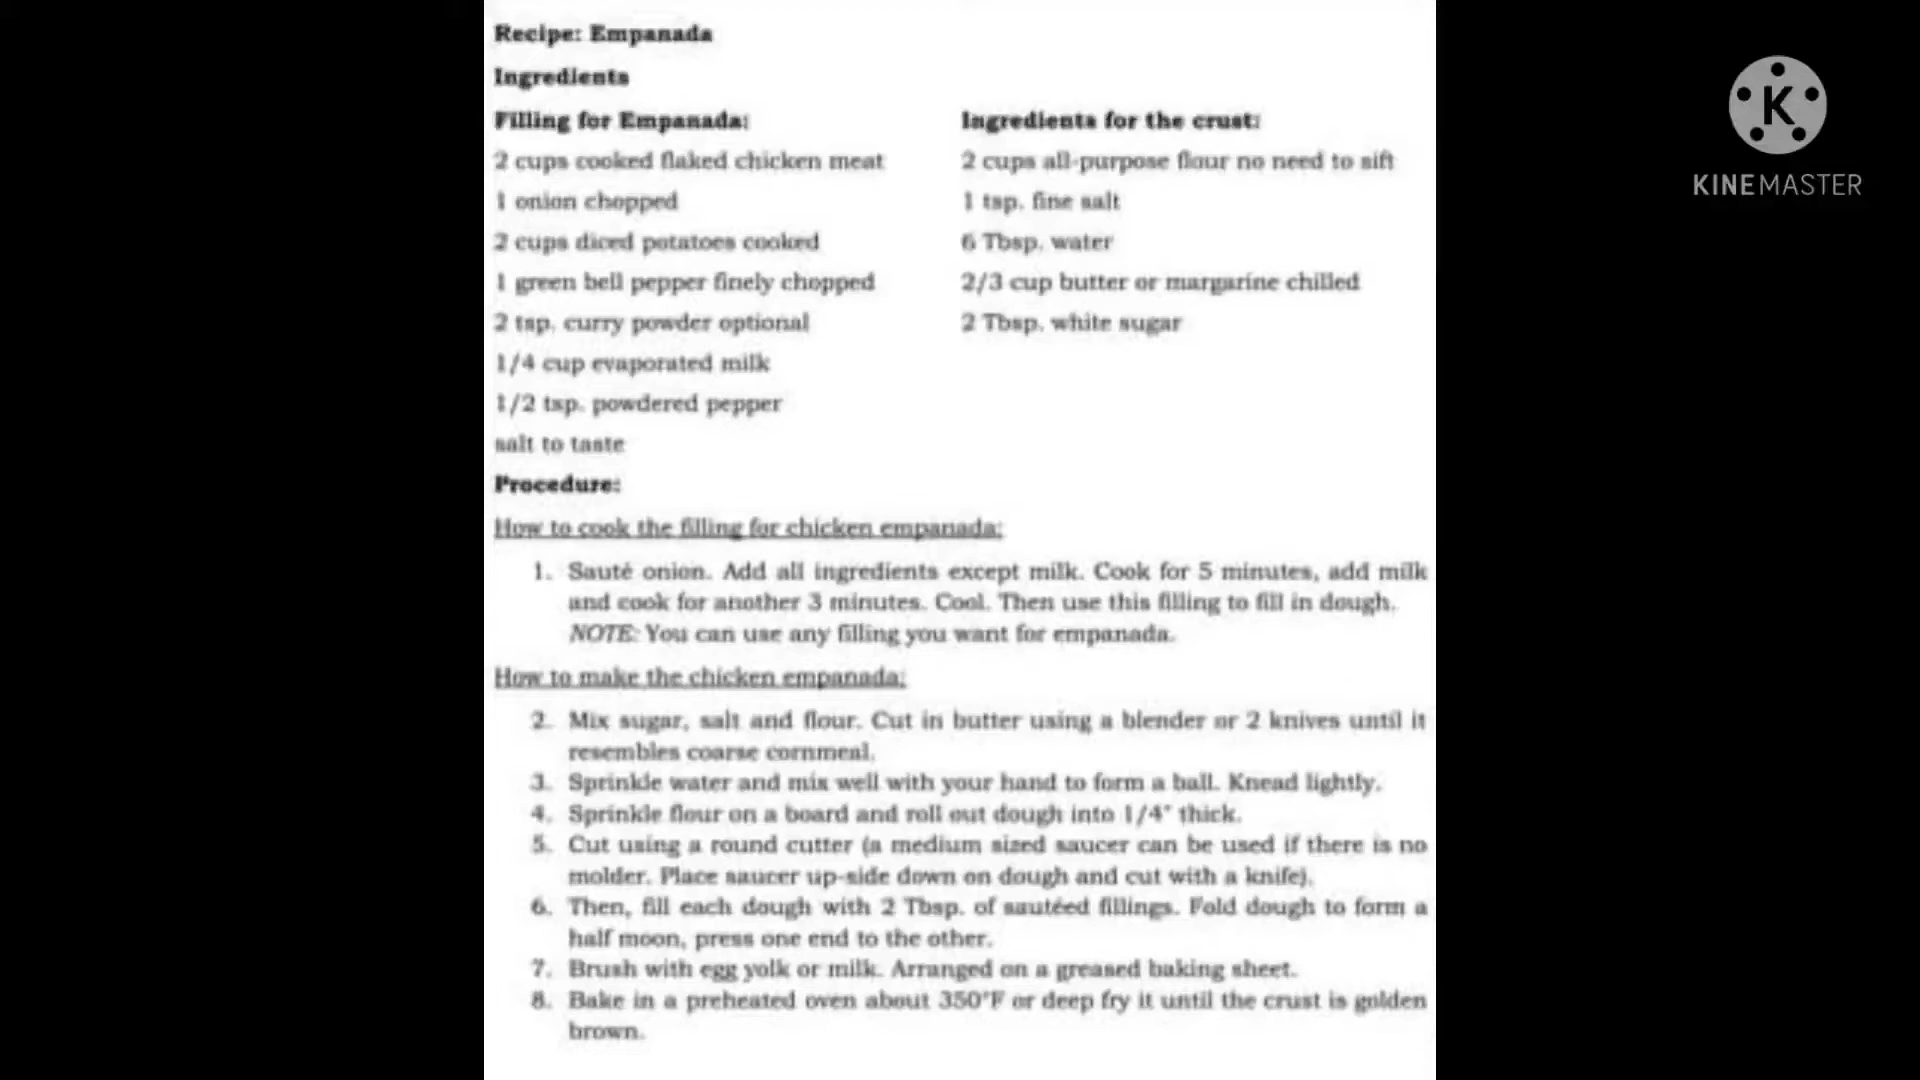 Recipe: Empanada
Ingredients
Filling for Empanada:
2 cups cooked flaked chicken meat
1 onion chopped
2 cups diced potatoes cooked
1 green bell pepper finely chopped
2 tsp. curry powder optional
1/4 cup evaporated milk
1/2 tsp. powdered pepper
salt to taste
Ingredients for the crust:
2 cups all-purpose flour no need to sift
1 tsp. fine salt
6 Tbsp. water
2/3 cup butter or margarine chilled
2 Tbsp. white sugar
Procedure:
How to cook the filling for chicken empanada:
1. Sauté onion. Add all ingredients except milk. Cook for 5 minutes, add milk
and cook for another 3 minutes. Cool. Then use this filling to fill in dough.
NOTE: You can use any filling you want for empanada.
How to make the chicken empanada:
2. Mix sugar, salt and flour. Cut in butter using a blender or 2 knives until it
resembles coarse cornmeal.
3. Sprinkle water and mix well with your hand to form a ball. Knead lightly.
4. Sprinkle flour on a board and roll out dough into 1/4" thick.
5. Cut using a round cutter (a medium sized saucer can be used if there is no
molder. Place saucer up-side down on dough and cut with a knife).
6. Then, fill each dough with 2 Tbsp. of sautéed fillings. Fold dough to form a
half moon, press one end to the other.
7. Brush with egg yolk or milk. Arranged on a greased baking sheet.
8. Bake in a preheated oven about 350°F or deep fry it until the crust is golden
brown.
K
KINEMASTER